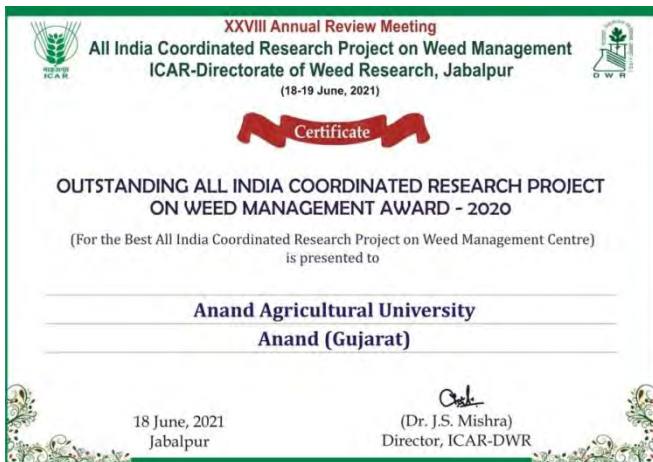 XXVIII Annual Review Meeting
All India Coordinated Research Project on Weed Management
ICAR-Directorate of Weed Research, Jabalpur
(18-19 June, 2021)
ICAR
D W R
Certificate
OUTSTANDING ALL INDIA COORDINATED RESEARCH PROJECT
ON WEED MANAGEMENT AWARD - 2020
(For the Best All India Coordinated Research Project on Weed Management Centre)
is presented to
Anand Agricultural University
Anand (Gujarat)
18 June, 2021
Jabalpur
(Dr. J.S. Mishra)
Director, ICAR-DWR